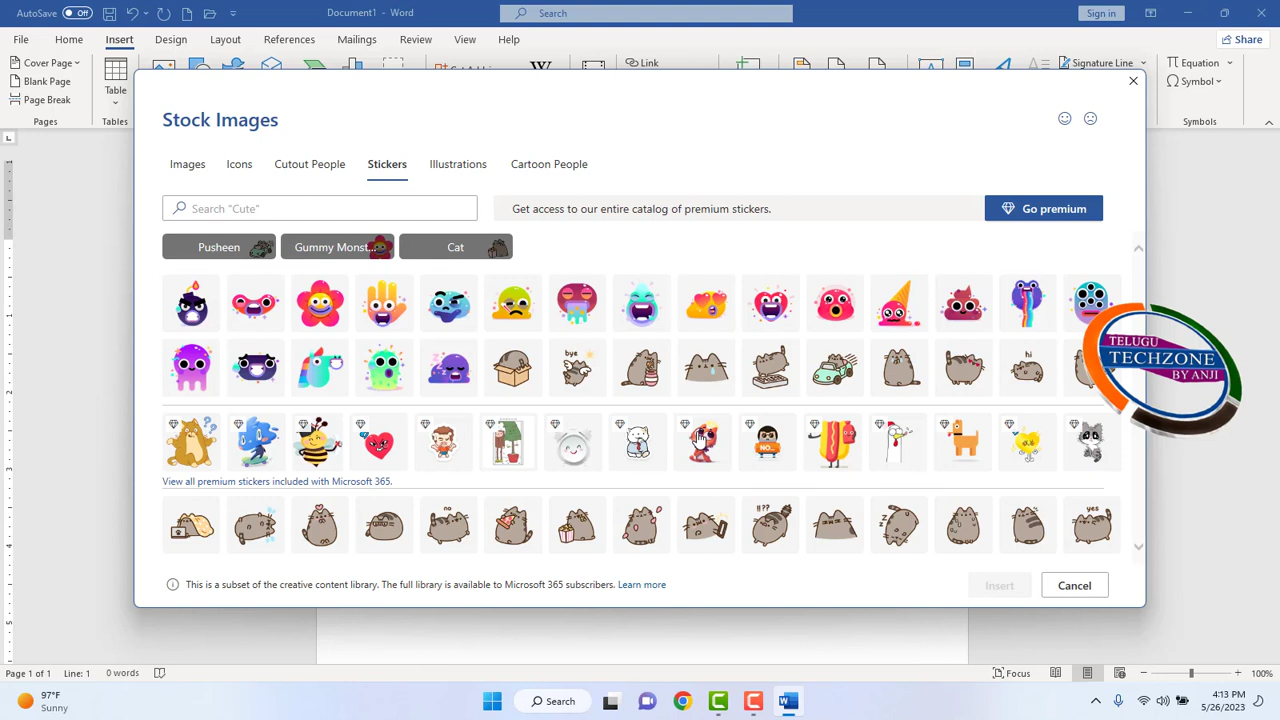 AutoSave Off Document1 - Word Search Sign in
File Home Insert Design Layout References Mailings Review View Help Share
Cover Page Link Signature Line Equation
Blank Page Table Symbol
Page Break
Pages Tables Symbols
Stock Images
Images Icons Cutout People Stickers Illustrations Cartoon People
Search "Cute" Get access to our entire catalog of premium stickers. Go premium
Pusheen Gummy Monst... Cat
bye hi
TELUGU
TECHZONE
BY ANJI
NO...
View all premium stickers included with Microsoft 365.
no !!?? yes
This is a subset of the creative content library. The full library is available to Microsoft 365 subscribers. Learn more Insert Cancel
Page 1 of 1 Line: 1 0 words Focus 100%
97°F
Sunny
Search
4:13 PM
5/26/2023